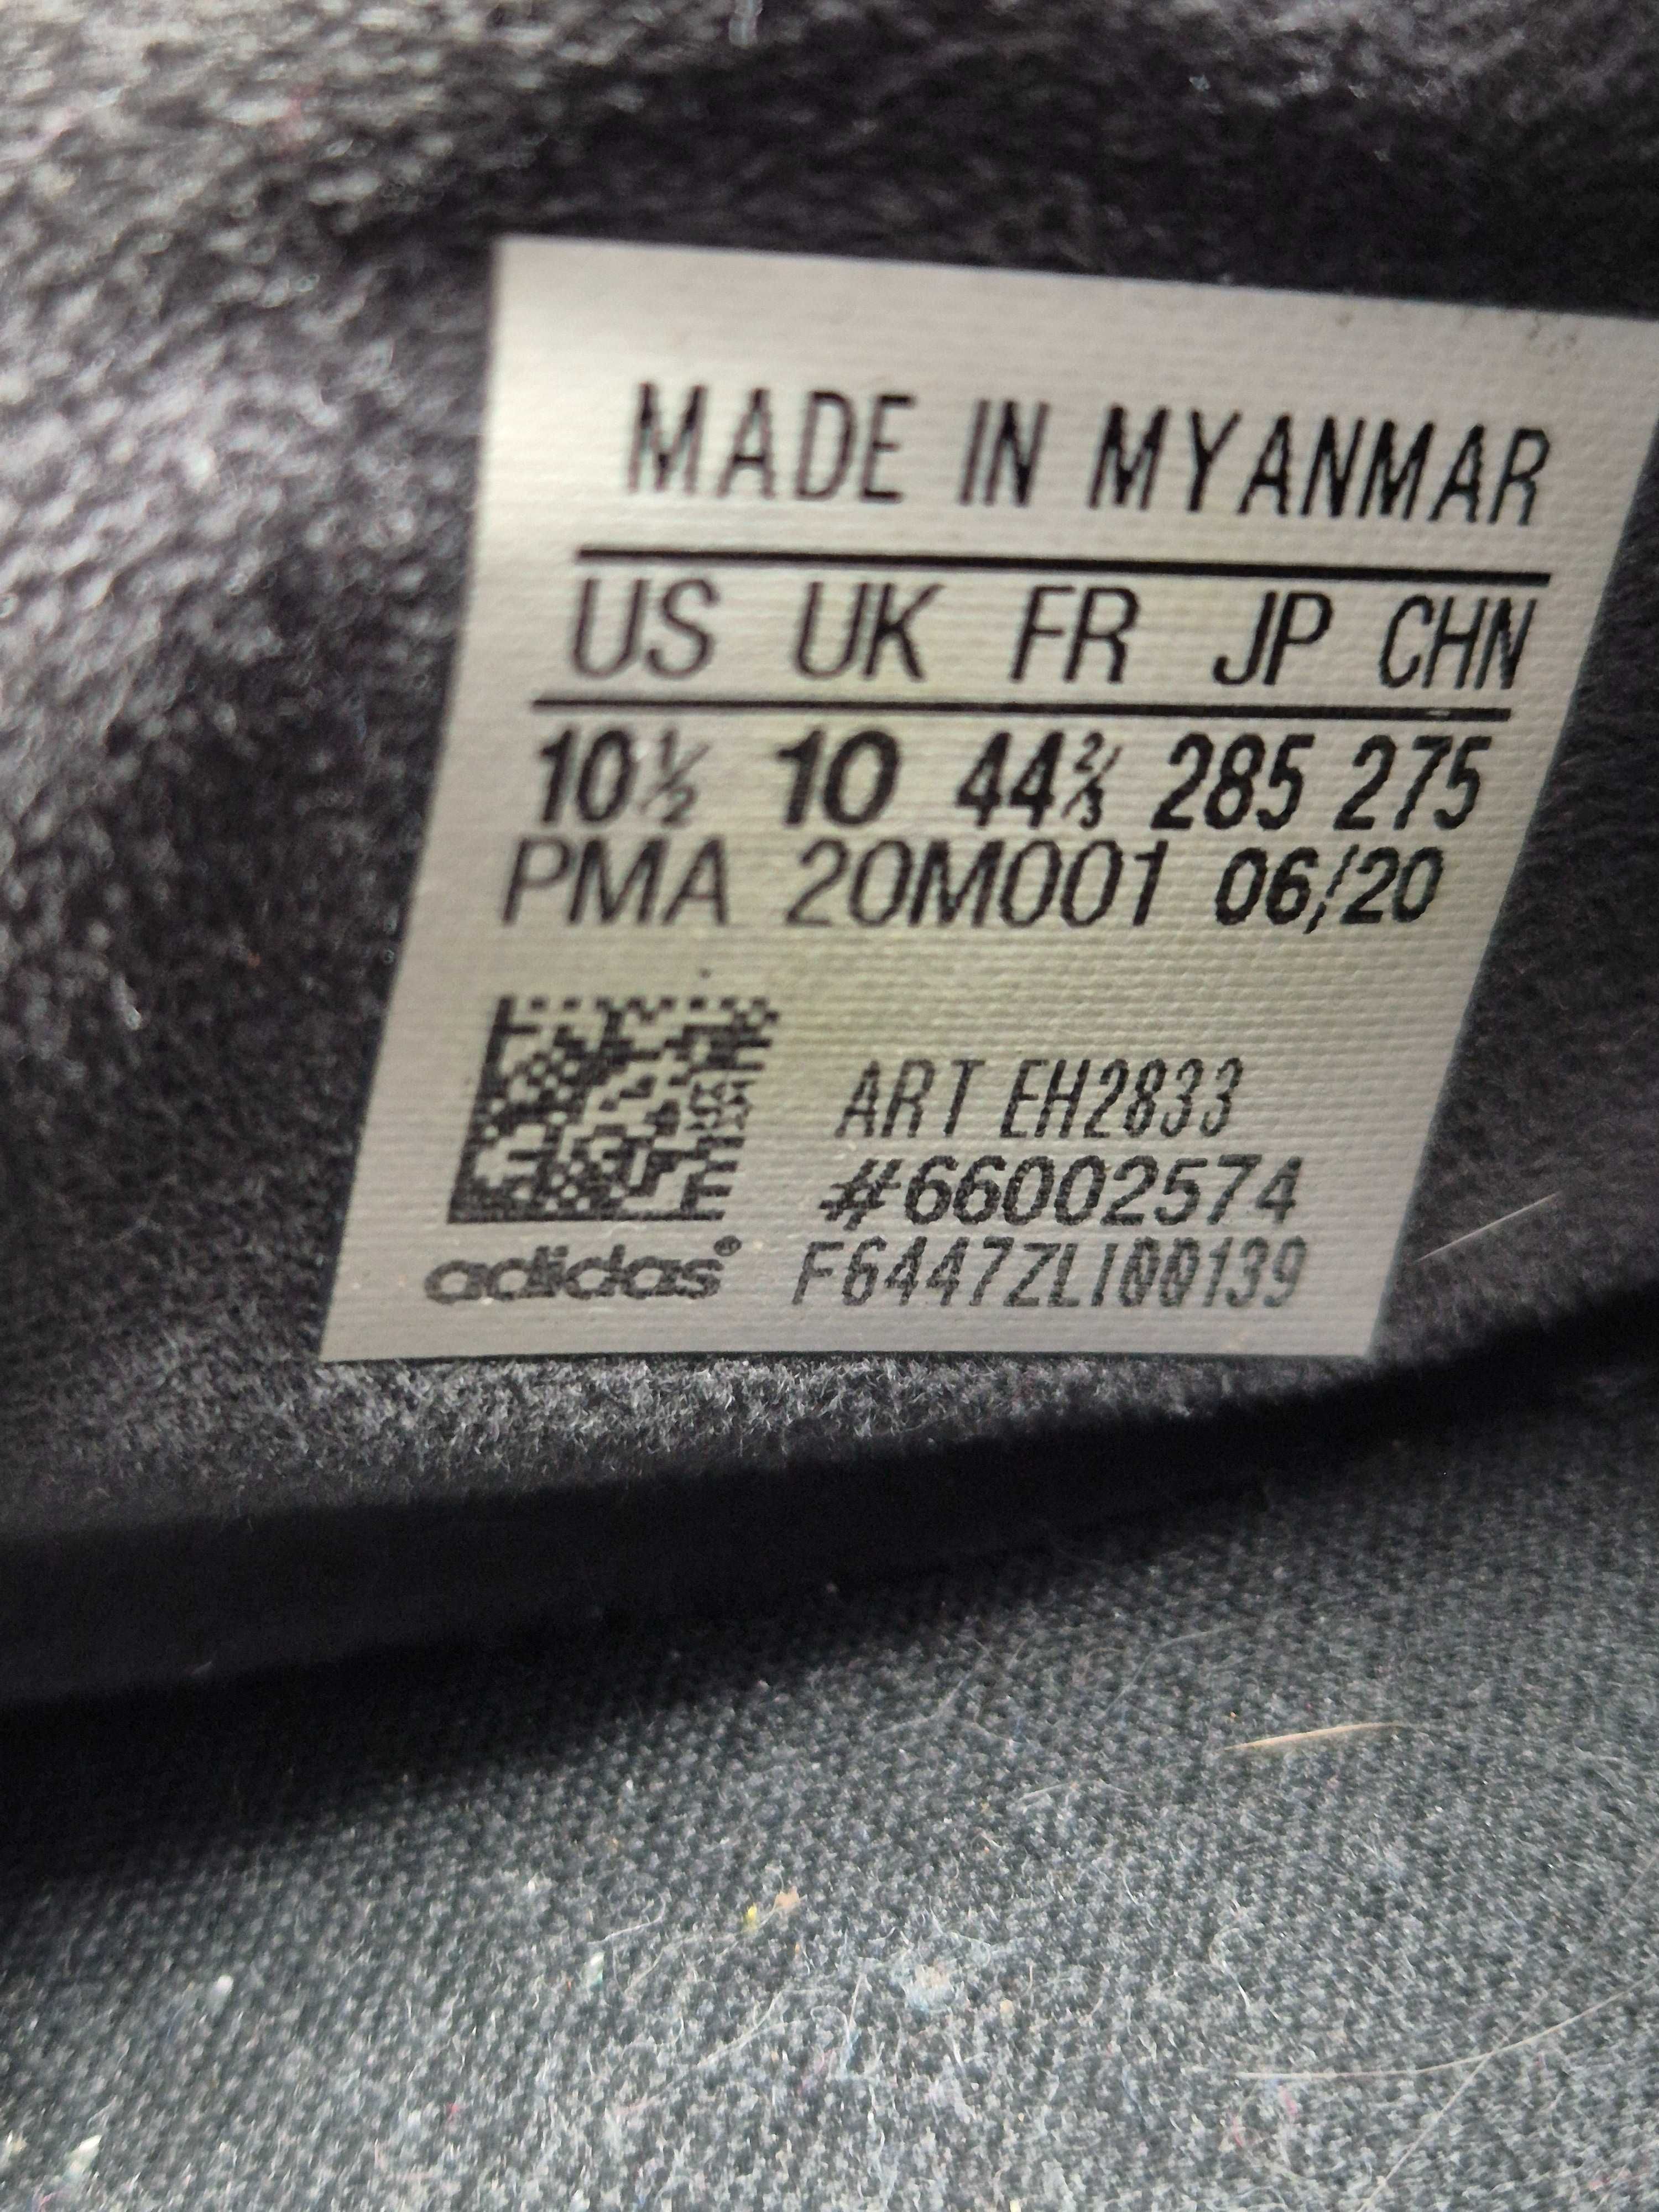 MADE IN MYANMAR
US UK FR JP CHN
10½ 10 44⅔ 285 275
PMA 20M001 06/20
ART EH2833
#66002574
adidas® F6447ZLI00139